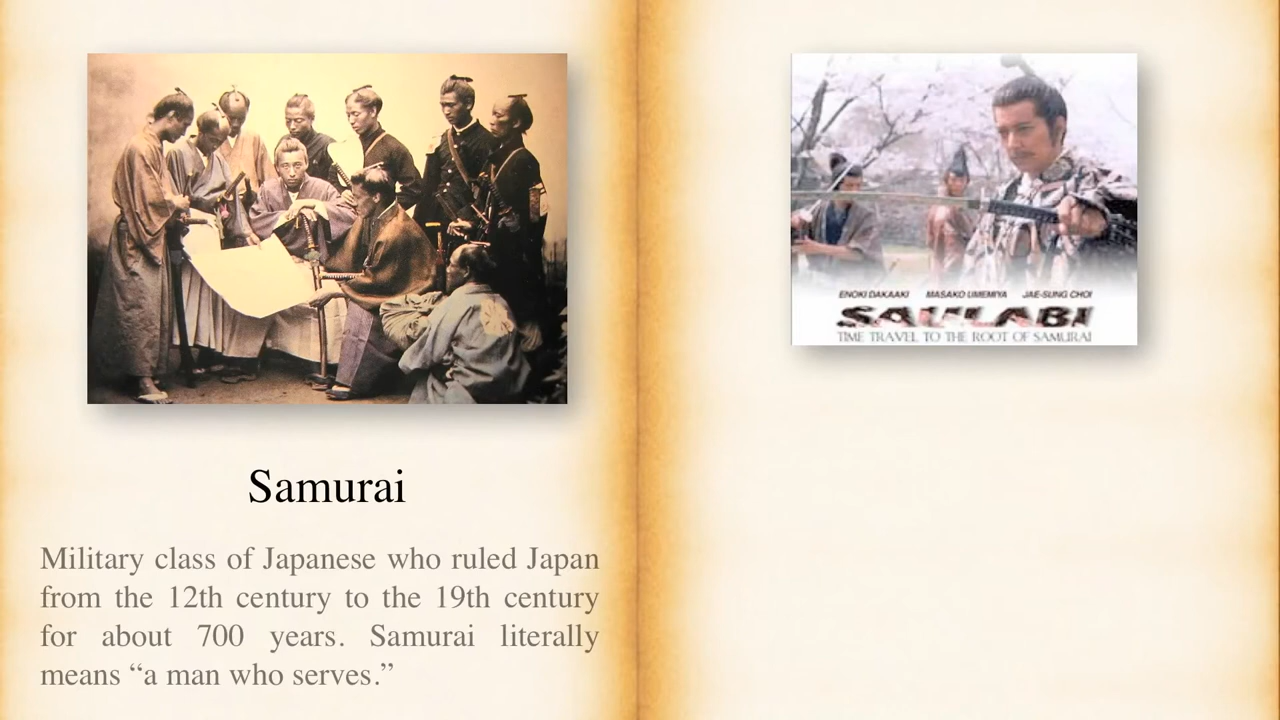 Samurai
Military class of Japanese who ruled Japan
from the 12th century to the 19th century
for about 700 years. Samurai literally
means “a man who serves.”
ENOKI DAKAAKI MASAKO UMEMIYA JAE-SUNG CHOI
SAULABI
TIME TRAVEL TO THE ROOT OF SAMURAI